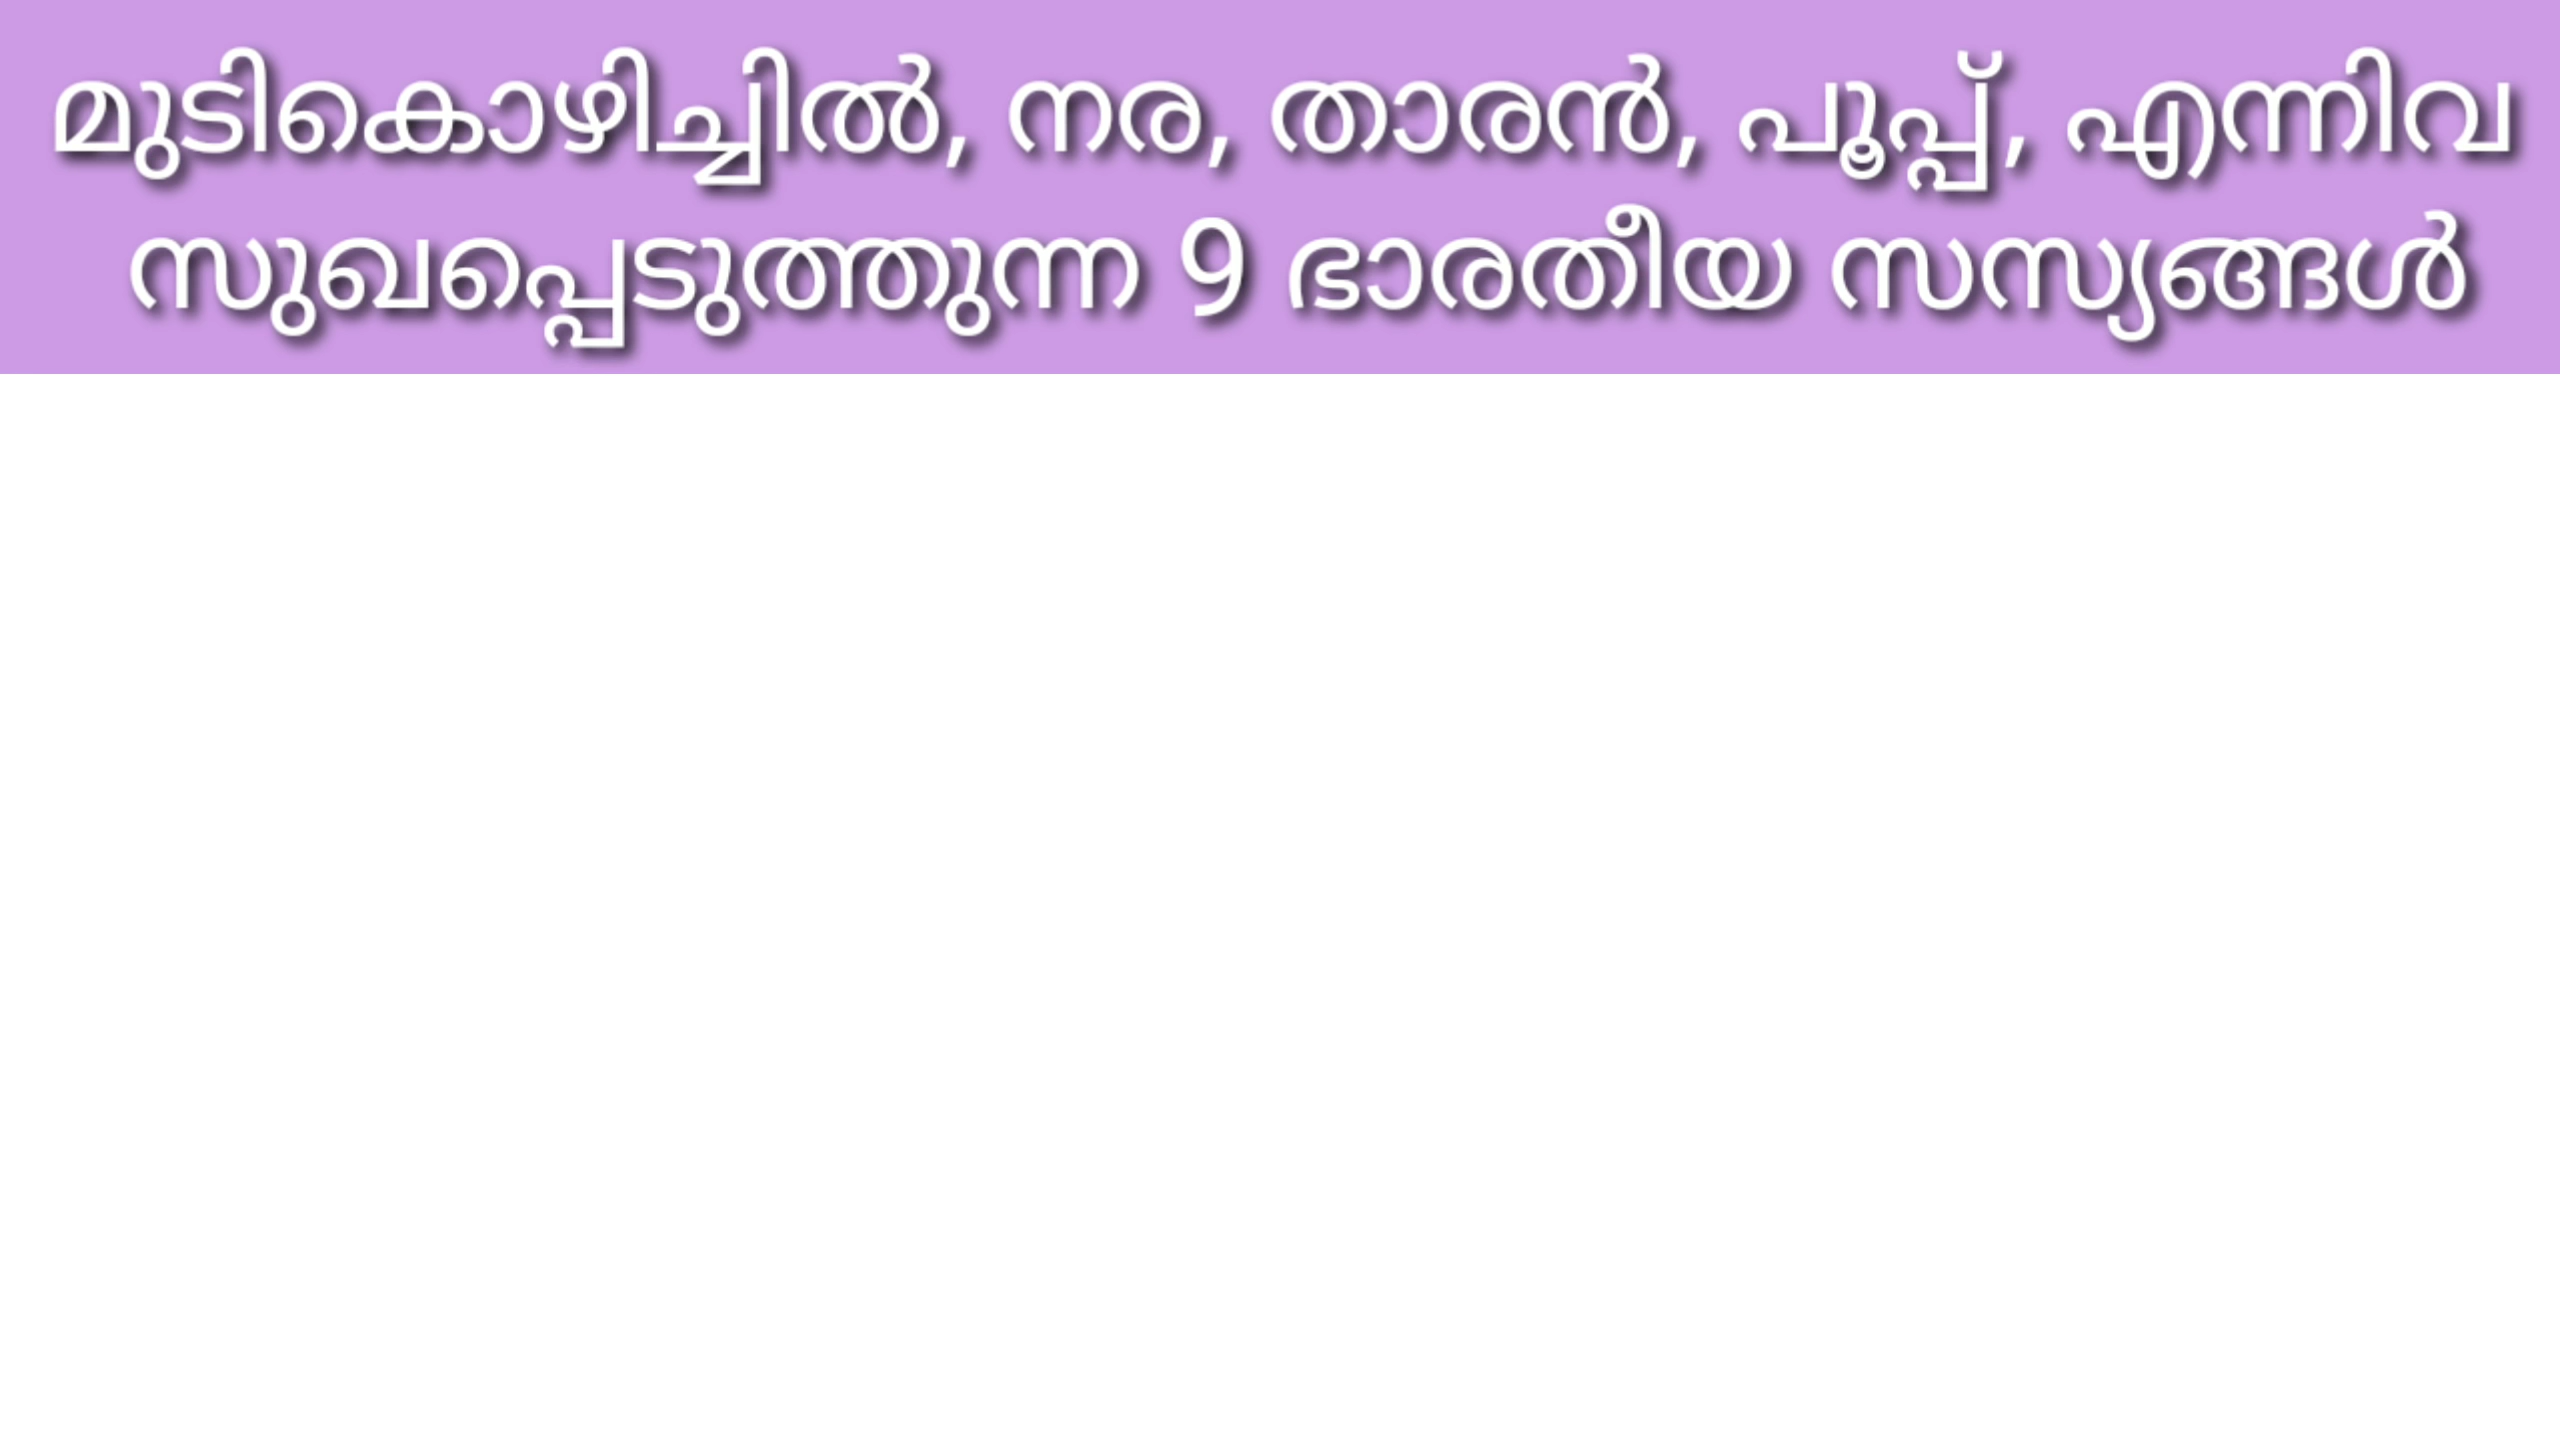 മുടികൊഴിച്ചിൽ, നര, താരൻ, പൂപ്പ്, എന്നിവ
സുഖപ്പെടുത്തുന്ന 9 ഭാരതീയ സസ്യങ്ങൾ